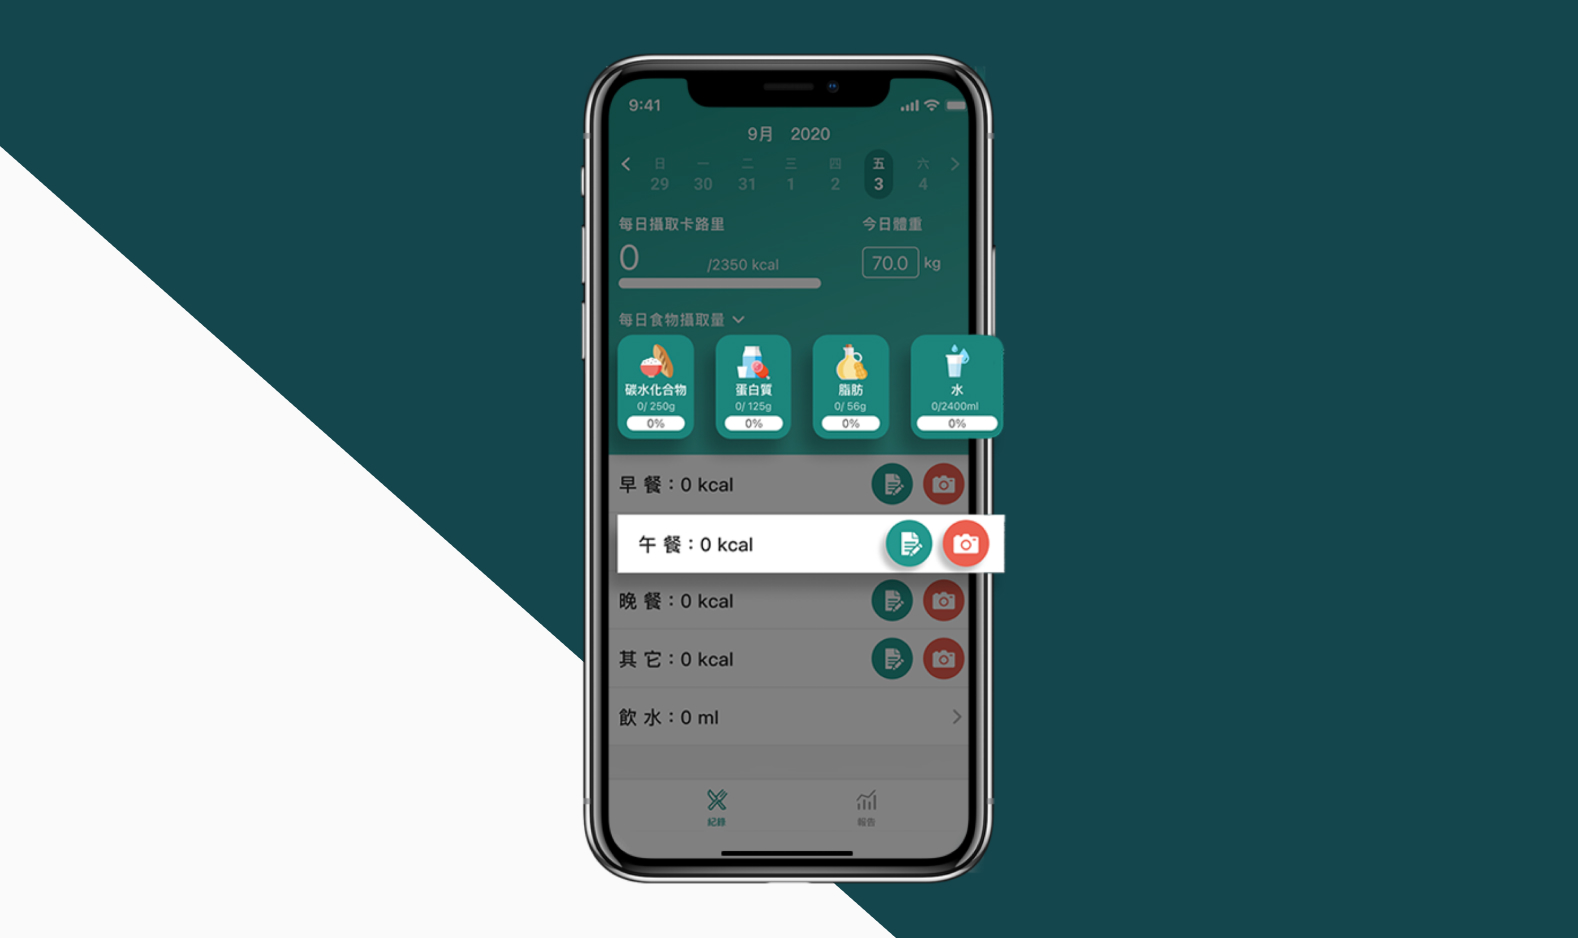 9:41
9月 2020
日 一 二 三 四 五 六
29 30 31 1 2 3 4
每日攝取卡路里 今日體重
0 /2350 kcal 70.0 kg
每日食物攝取量
碳水化合物 蛋白質 脂肪 水
0/ 250g 0/ 125g 0/ 56g 0/2400ml
0% 0% 0% 0%
早 餐：0 kcal
午 餐：0 kcal
晚 餐：0 kcal
其 它：0 kcal
飲 水：0 ml
紀錄 報告